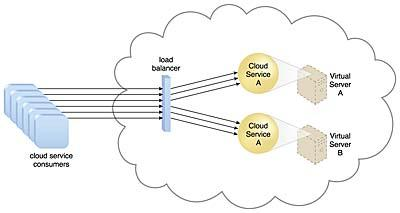 load
balancer
Cloud
Service
A
Virtual
Server
A
Cloud
Service
A
Virtual
Server
B
cloud service
consumers